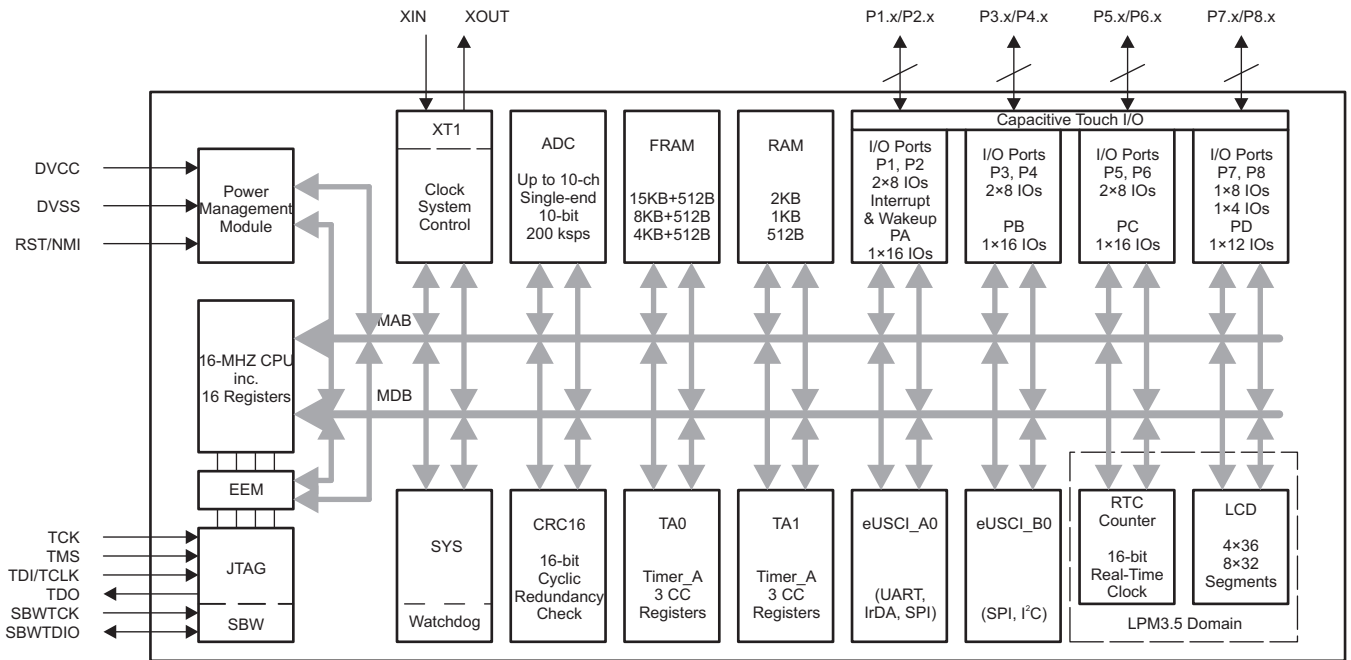 XIN XOUT P1.x/P2.x P3.x/P4.x P5.x/P6.x P7.x/P8.x
DVCC
DVSS
RST/NMI
Power
Management
Module
XT1
Clock
System
Control
ADC
Up to 10-ch
Single-end
10-bit
200 ksps
FRAM
15KB+512B
8KB+512B
4KB+512B
RAM
2KB
1KB
512B
Capacitive Touch I/O
I/O Ports
P1, P2
2×8 IOs
Interrupt
& Wakeup
PA
1×16 IOs
I/O Ports
P3, P4
2×8 IOs
PB
1×16 IOs
I/O Ports
P5, P6
2×8 IOs
PC
1×16 IOs
I/O Ports
P7, P8
1×8 IOs
1×4 IOs
PD
1×12 IOs
MAB
16-MHZ CPU
inc.
16 Registers
MDB
EEM
TCK
TMS
TDI/TCLK
TDO
SBWTCK
SBWTDIO
JTAG
SBW
SYS
Watchdog
CRC16
16-bit
Cyclic
Redundancy
Check
TA0
Timer_A
3 CC
Registers
TA1
Timer_A
3 CC
Registers
eUSCI_A0
(UART,
IrDA, SPI)
eUSCI_B0
(SPI, I²C)
RTC
Counter
16-bit
Real-Time
Clock
LCD
4×36
8×32
Segments
LPM3.5 Domain